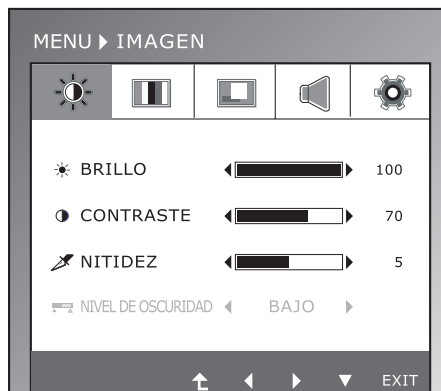 MENU IMAGEN
BRILLO 100
CONTRASTE 70
NITIDEZ 5
NIVEL DE OSCURIDAD BAJO
EXIT